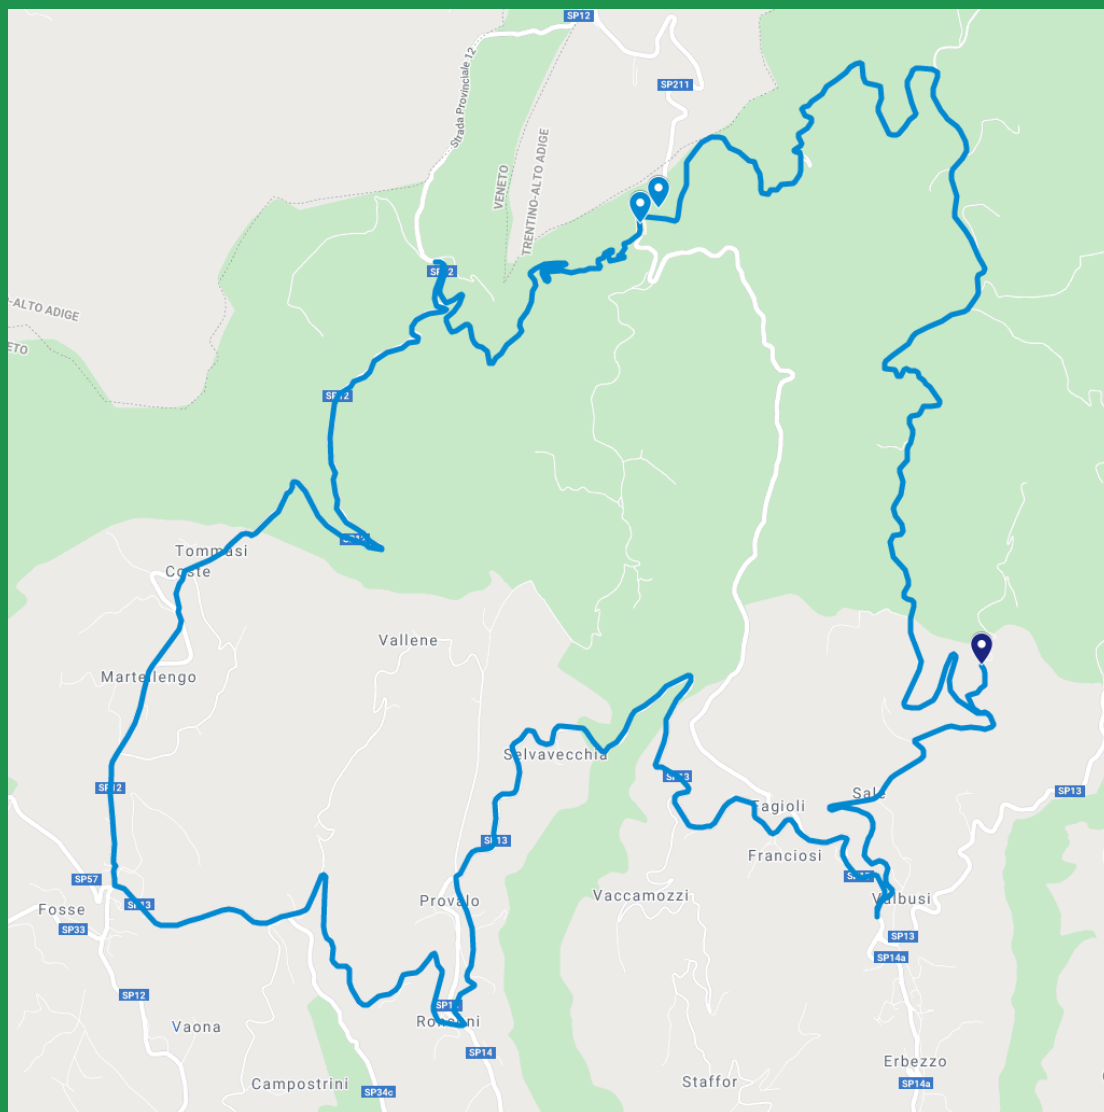 SP12
SP211
Strada Provinciale 12
VENETO
TRENTINO-ALTO ADIGE
O-ALTO ADIGE
ETO
SP12
Tommasi
Coste
Vallene
Martellengo
Selvavecchia
SP13
SP12
Sale
SP13
Fagioli
SP13
Franciosi
SP57
Vaccamozzi
Valbusi
Provalo
Fosse
SP13
SP33
SP13
SP14a
SP12
Vaona
Ronconi
SP14
Erbezzo
Campostrini
Staffor
SP14a
SP34c